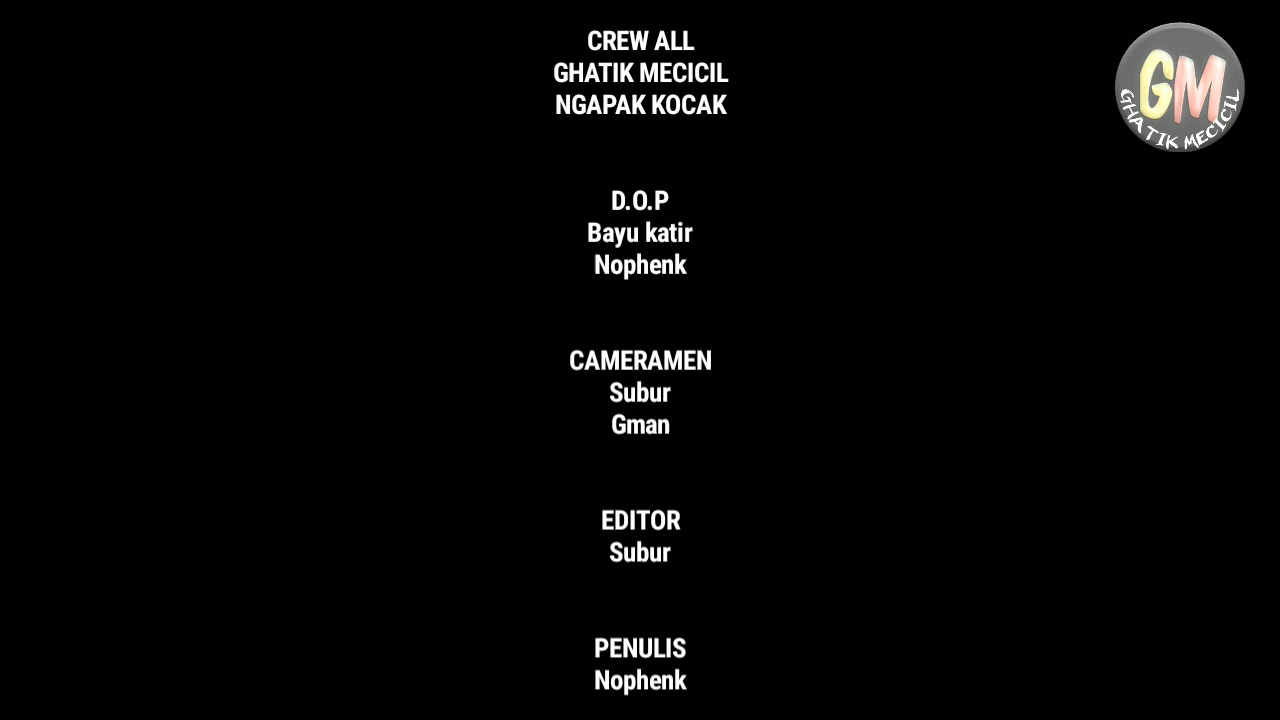 CREW ALL
GHATIK MECICIL
NGAPAK KOCAK
D.O.P
Bayu katir
Nophenk
CAMERAMEN
Subur
Gman
EDITOR
Subur
PENULIS
Nophenk
GM
GHATIK MECICIL